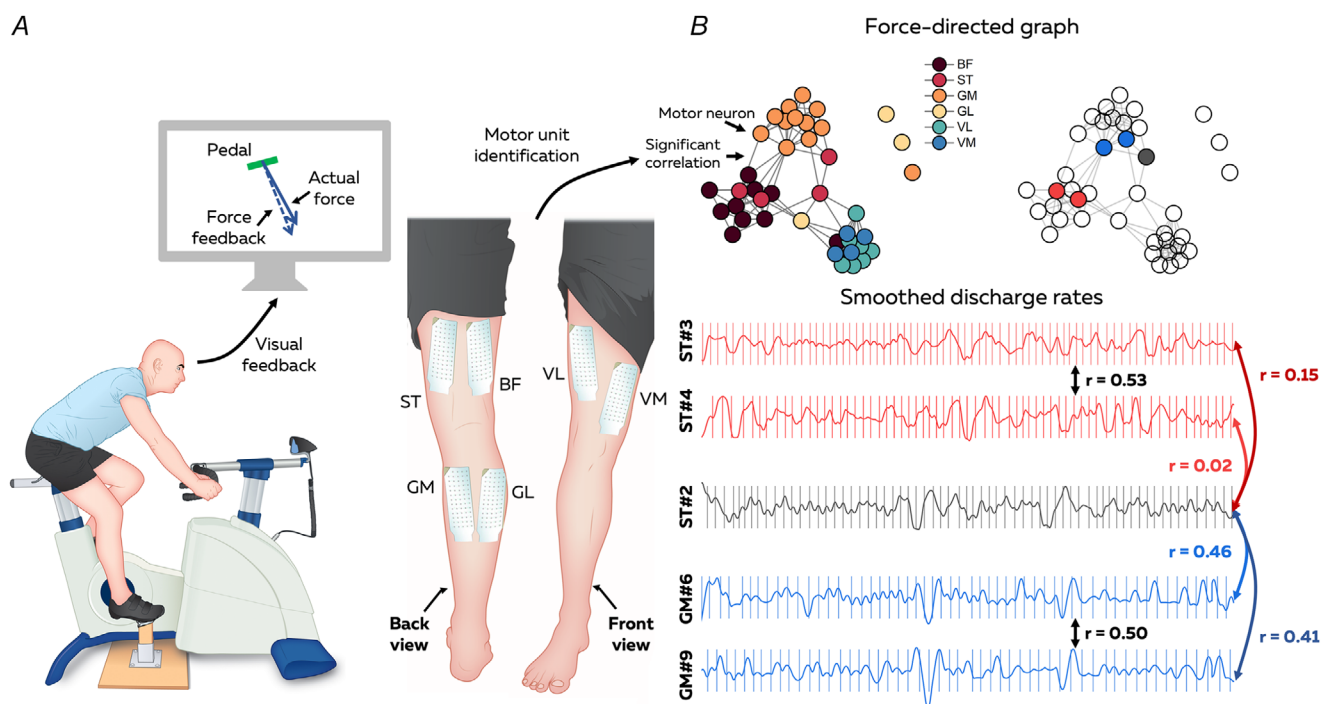 A
Pedal
Actual
force
Force
feedback
Visual
feedback
Motor unit
identification
ST
BF
VL
VM
GM
GL
Back
view
Front
view
B
Force-directed graph
BF
ST
GM
GL
VL
VM
Motor neuron
Significant
correlation
Smoothed discharge rates
ST#3
r = 0.15
r = 0.53
ST#4
r = 0.02
ST#2
r = 0.46
GM#6
r = 0.50
r = 0.41
GM#9